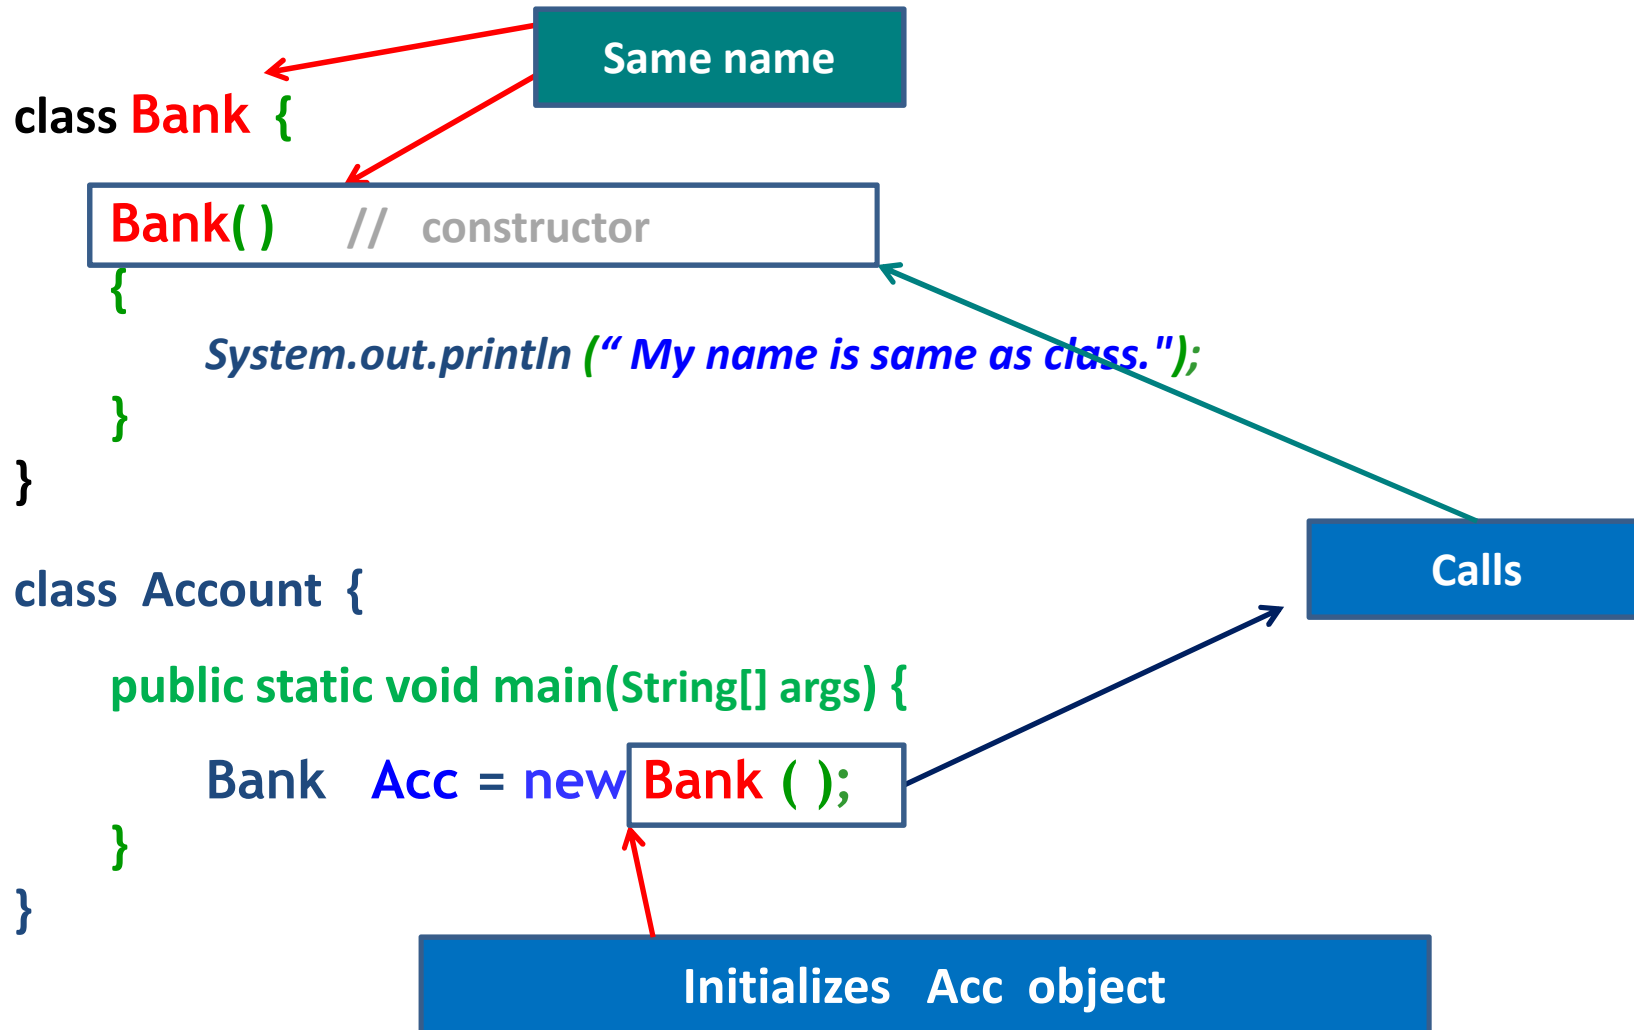 Same name
class Bank {
Bank( ) // constructor
{
System.out.println (“ My name is same as class.");
}
}
Calls
class Account {
public static void main(String[] args) {
Bank Acc = new Bank ( );
}
}
Initializes Acc object